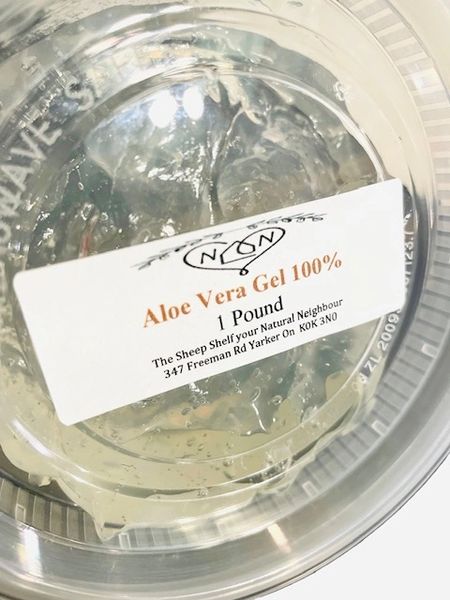 NYSN
Aloe Vera Gel 100%
1 Pound
The Sheep Shelf your Natural Neighbour
347 Freeman Rd Yarker On K0K 3N0